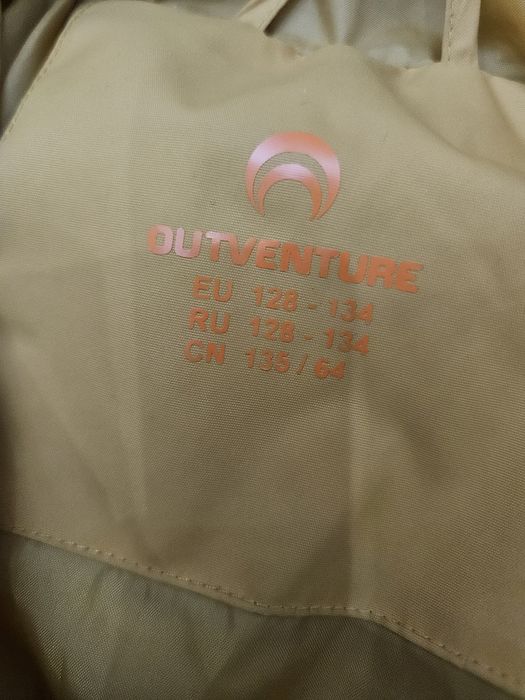 OUTVENTURE
EU 128 - 134
RU 128 - 134
CN 135 / 64